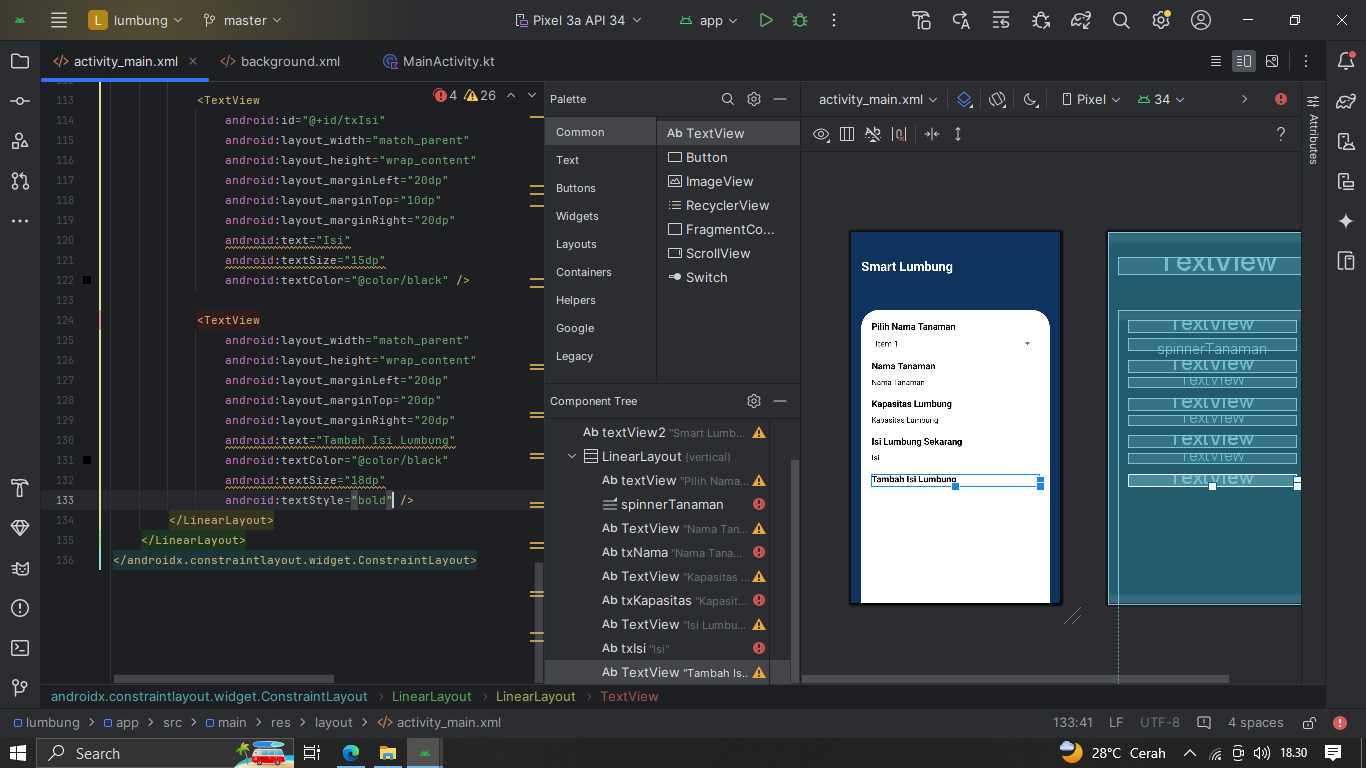 L lumbung master Pixel 3a API 34 app
activity_main.xml background.xml MainActivity.kt
4 26
113 <TextView
114 android:id="@+id/txIsi"
115 android:layout_width="match_parent"
116 android:layout_height="wrap_content"
117 android:layout_marginLeft="20dp"
118 android:layout_marginTop="10dp"
119 android:layout_marginRight="20dp"
120 android:text="Isi"
121 android:textSize="15dp"
122 android:textColor="@color/black" />
123
124 <TextView
125 android:layout_width="match_parent"
126 android:layout_height="wrap_content"
127 android:layout_marginLeft="20dp"
128 android:layout_marginTop="20dp"
129 android:layout_marginRight="20dp"
130 android:text="Tambah Isi Lumbung"
131 android:textColor="@color/black"
132 android:textSize="18dp"
133 android:textStyle="bold" />
134 </LinearLayout>
135 </LinearLayout>
136 </androidx.constraintlayout.widget.ConstraintLayout>
Palette
Common
Text
Buttons
Widgets
Layouts
Containers
Helpers
Google
Legacy
Ab TextView
Button
ImageView
RecyclerView
FragmentCo...
ScrollView
Switch
Component Tree
Ab textView2 "Smart Lumb...
LinearLayout (vertical)
Ab textView "Pilih Nama...
spinnerTanaman
Ab TextView "Nama Tan...
Ab txNama "Nama Tana...
Ab TextView "Kapasitas ...
Ab txKapasitas "Kapasit...
Ab TextView "Isi Lumbu...
Ab txIsi "Isi"
Ab TextView "Tambah Is...
activity_main.xml Pixel 34
?
Attributes
Smart Lumbung
Pilih Nama Tanaman
Item 1
Nama Tanaman
Nama Tanaman
Kapasitas Lumbung
Kapasitas Lumbung
Isi Lumbung Sekarang
Isi
Tambah Isi Lumbung
TextView
TextView
spinnerTanaman
TextView
TextView
TextView
TextView
TextView
TextView
TextView
androidx.constraintlayout.widget.ConstraintLayout LinearLayout LinearLayout TextView
lumbung app src main res layout activity_main.xml 133:41 LF UTF-8 4 spaces
Search 28°C Cerah 18.30